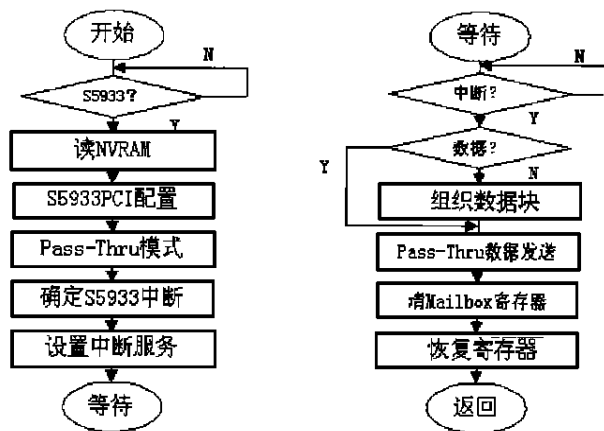 开始
N
S5933?
Y
读NVRAM
S5933PCI配置
Pass-Thru模式
确定S5933中断
设置中断服务
等待
等待
N
中断?
Y
数据?
Y
N
组织数据块
Pass-Thru数据发送
清Mailbox寄存器
恢复寄存器
返回